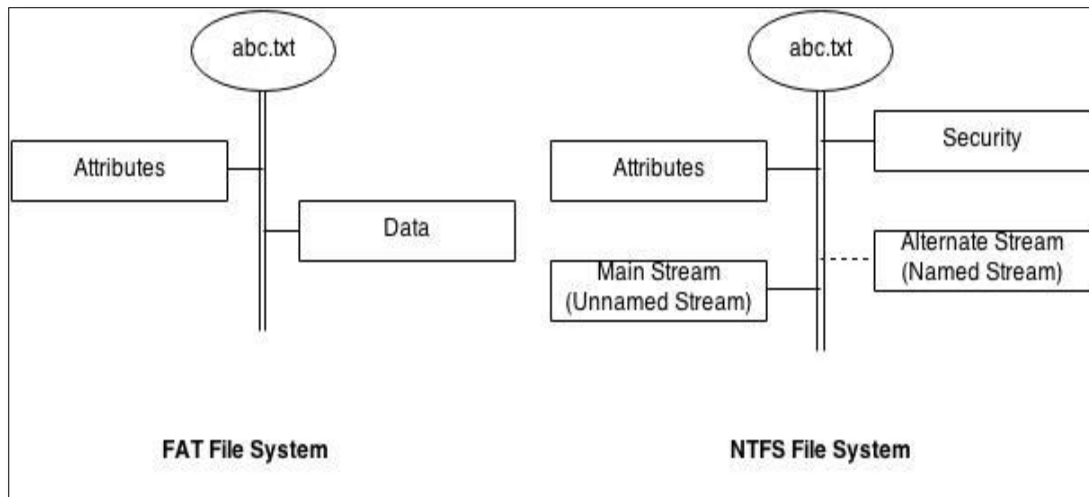 abc.txt
Attributes
Data
FAT File System
abc.txt
Security
Attributes
Alternate Stream
(Named Stream)
Main Stream
(Unnamed Stream)
NTFS File System